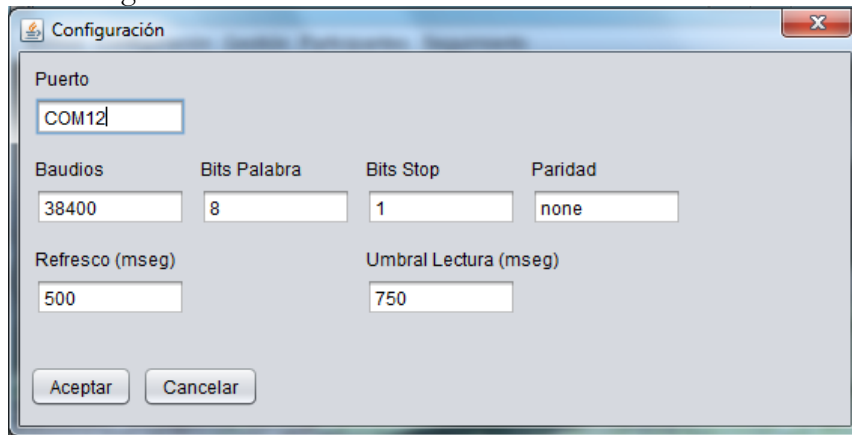 Configuración
Puerto
COM12
Baudios Bits Palabra Bits Stop Paridad
38400 8 1 none
Refresco (mseg) Umbral Lectura (mseg)
500 750
Aceptar Cancelar